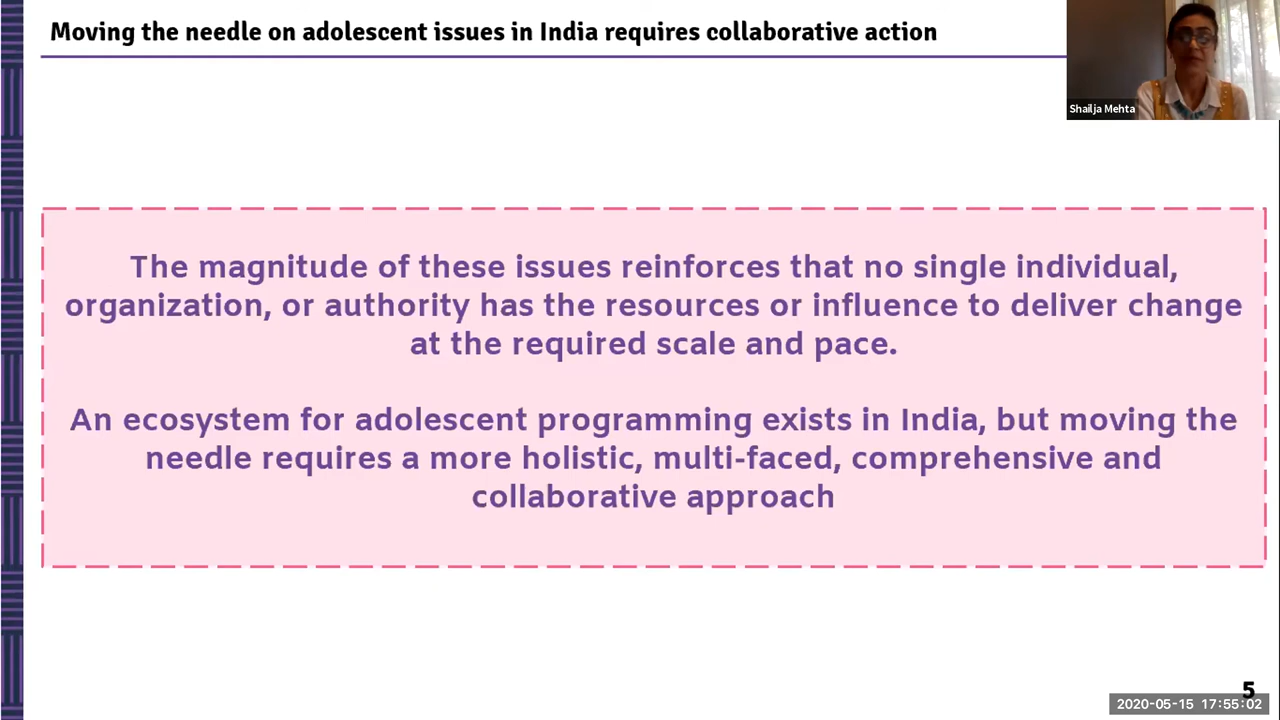 Moving the needle on adolescent issues in India requires collaborative action
Shailja Mehta
The magnitude of these issues reinforces that no single individual,
organization, or authority has the resources or influence to deliver change
at the required scale and pace.
An ecosystem for adolescent programming exists in India, but moving the
needle requires a more holistic, multi-faced, comprehensive and
collaborative approach
5
2020-05-15 17:55:02